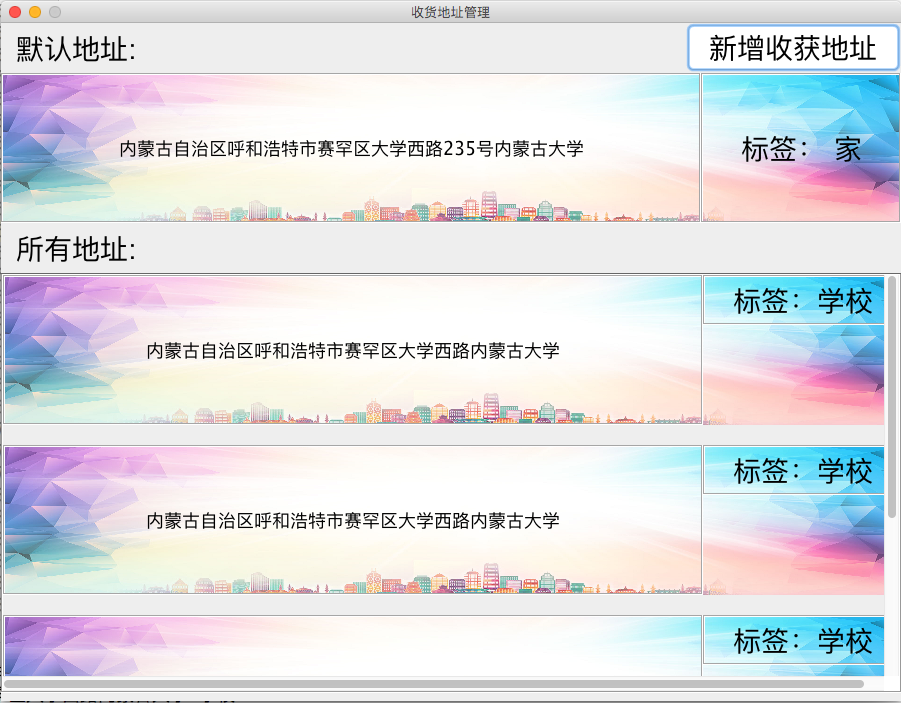 收货地址管理
默认地址:
新增收获地址
内蒙古自治区呼和浩特市赛罕区大学西路235号内蒙古大学
标签： 家
所有地址:
标签：学校
内蒙古自治区呼和浩特市赛罕区大学西路内蒙古大学
标签：学校
内蒙古自治区呼和浩特市赛罕区大学西路内蒙古大学
标签：学校